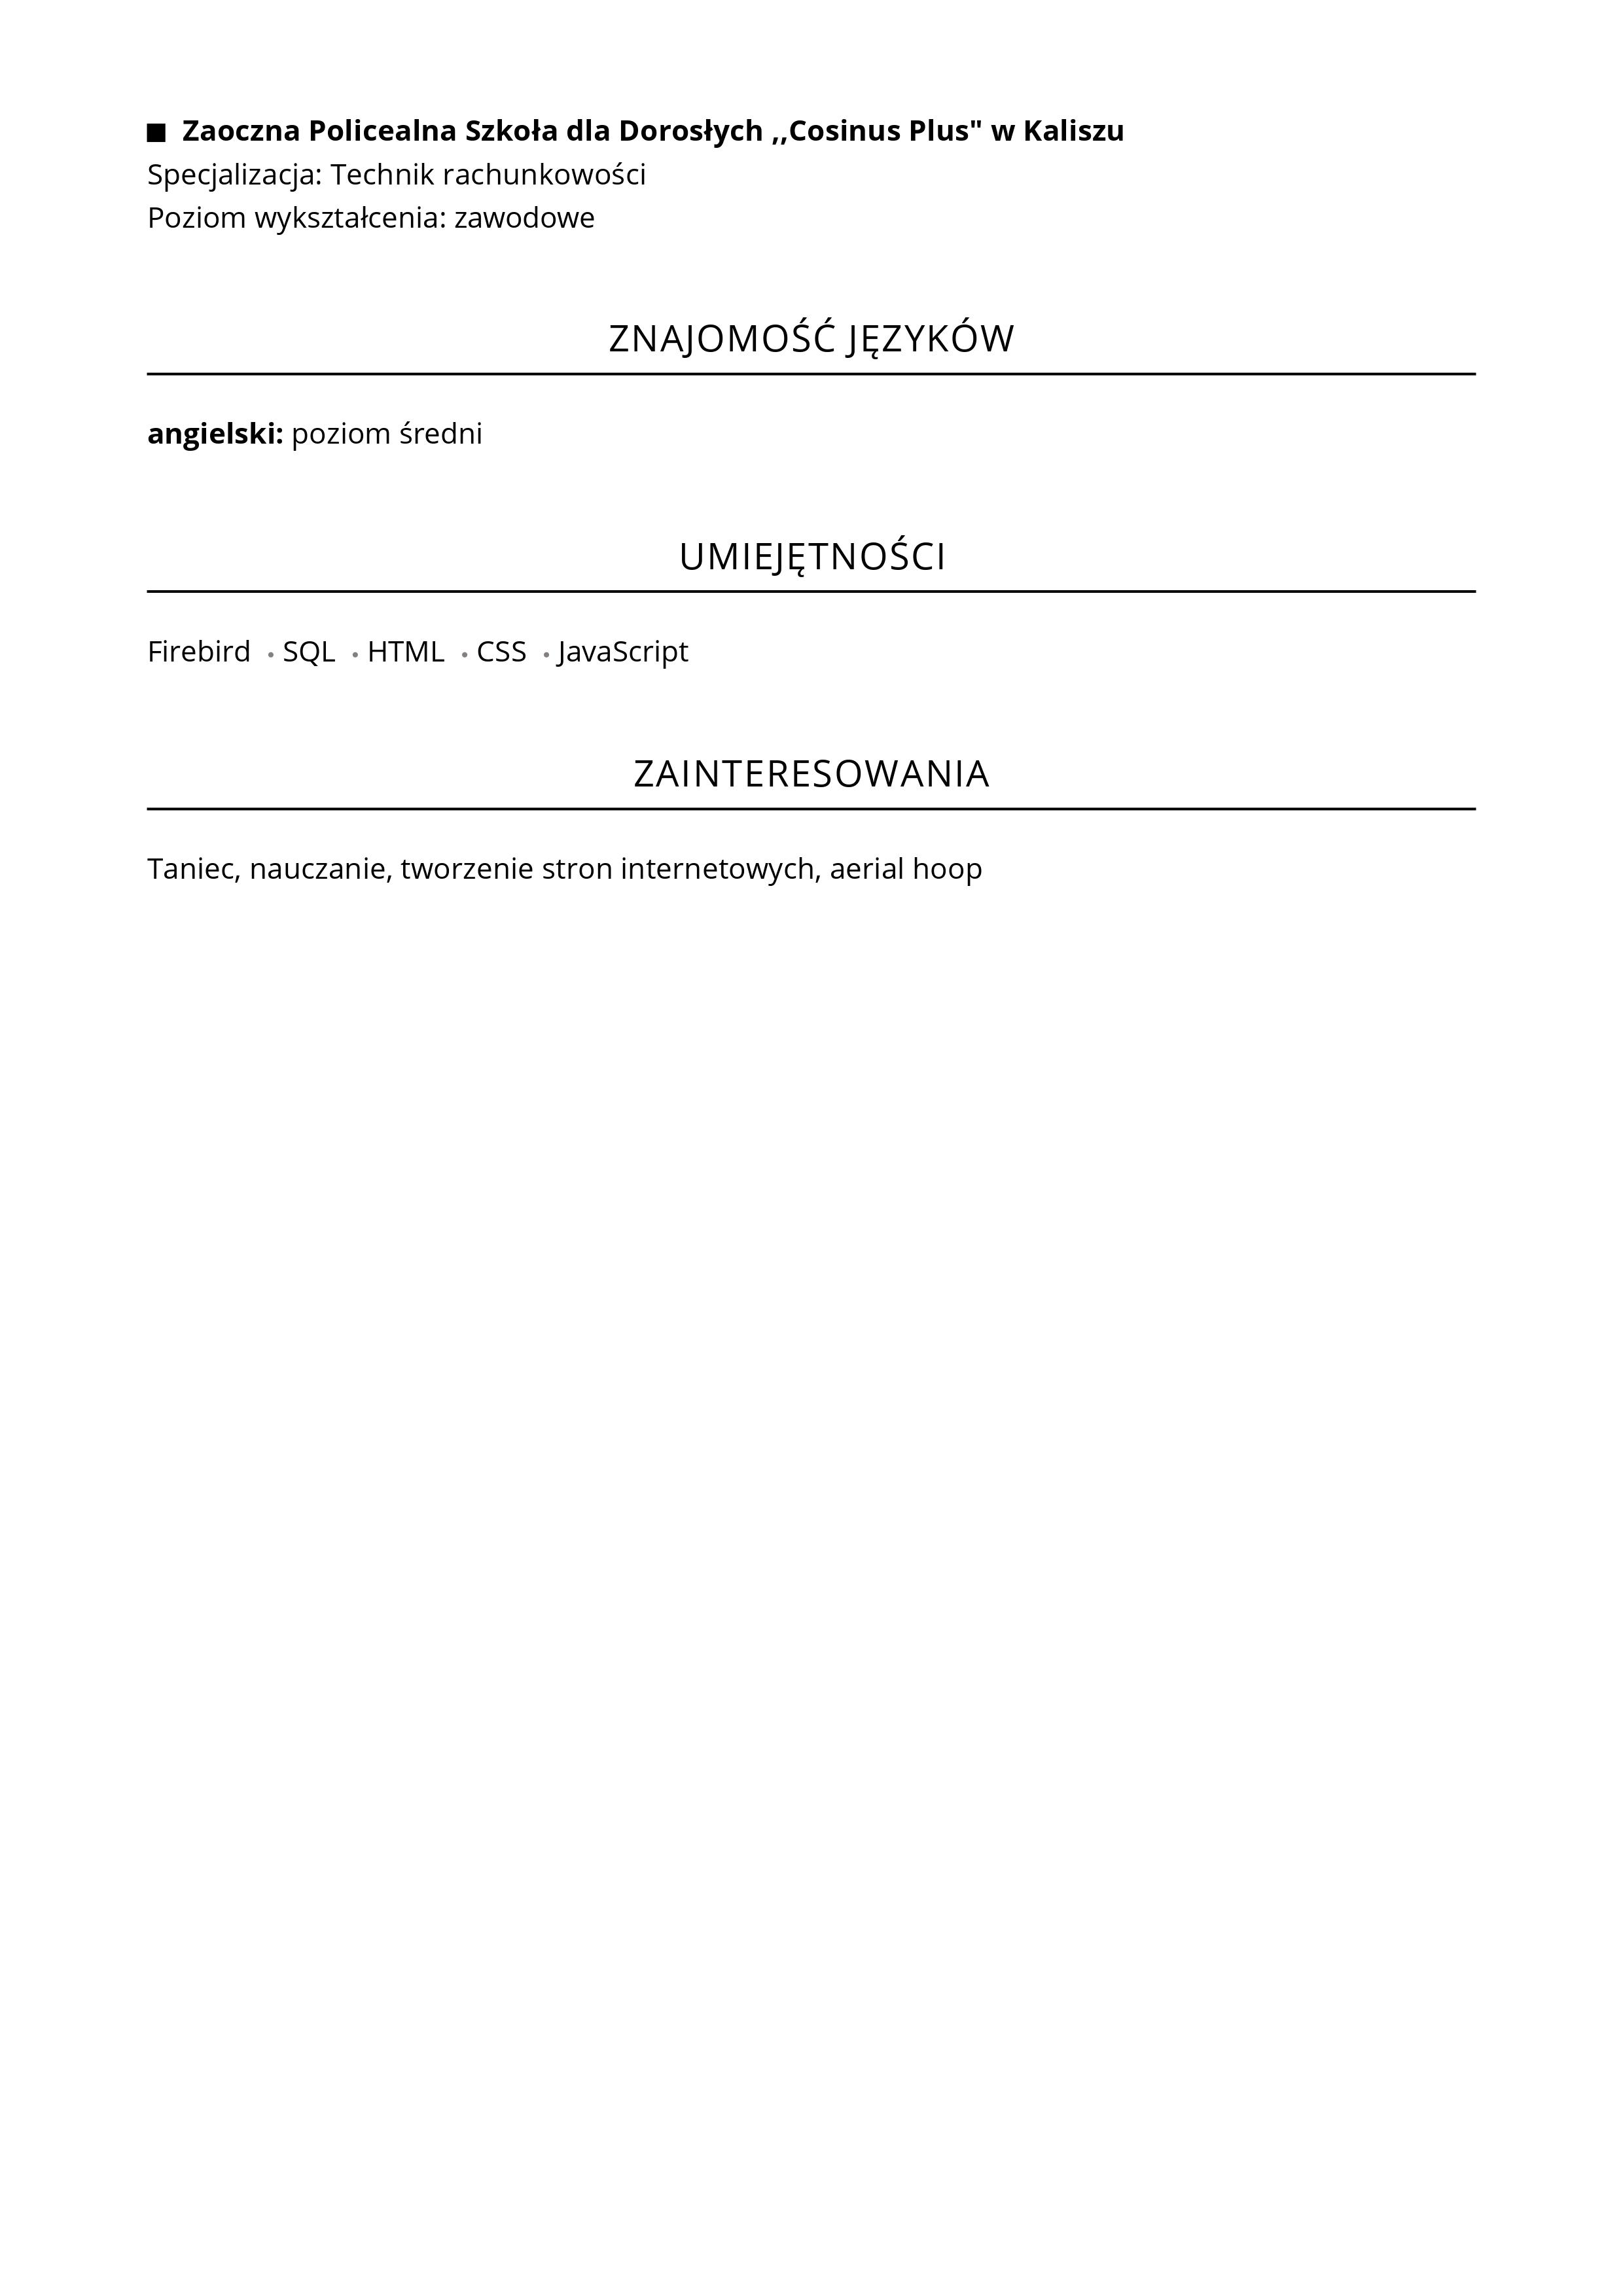 ■ Zaoczna Policealna Szkoła dla Dorosłych ,,Cosinus Plus" w Kaliszu
Specjalizacja: Technik rachunkowości
Poziom wykształcenia: zawodowe
ZNAJOMOŚĆ JĘZYKÓW
angielski: poziom średni
UMIEJĘTNOŚCI
Firebird • SQL • HTML • CSS • JavaScript
ZAINTERESOWANIA
Taniec, nauczanie, tworzenie stron internetowych, aerial hoop